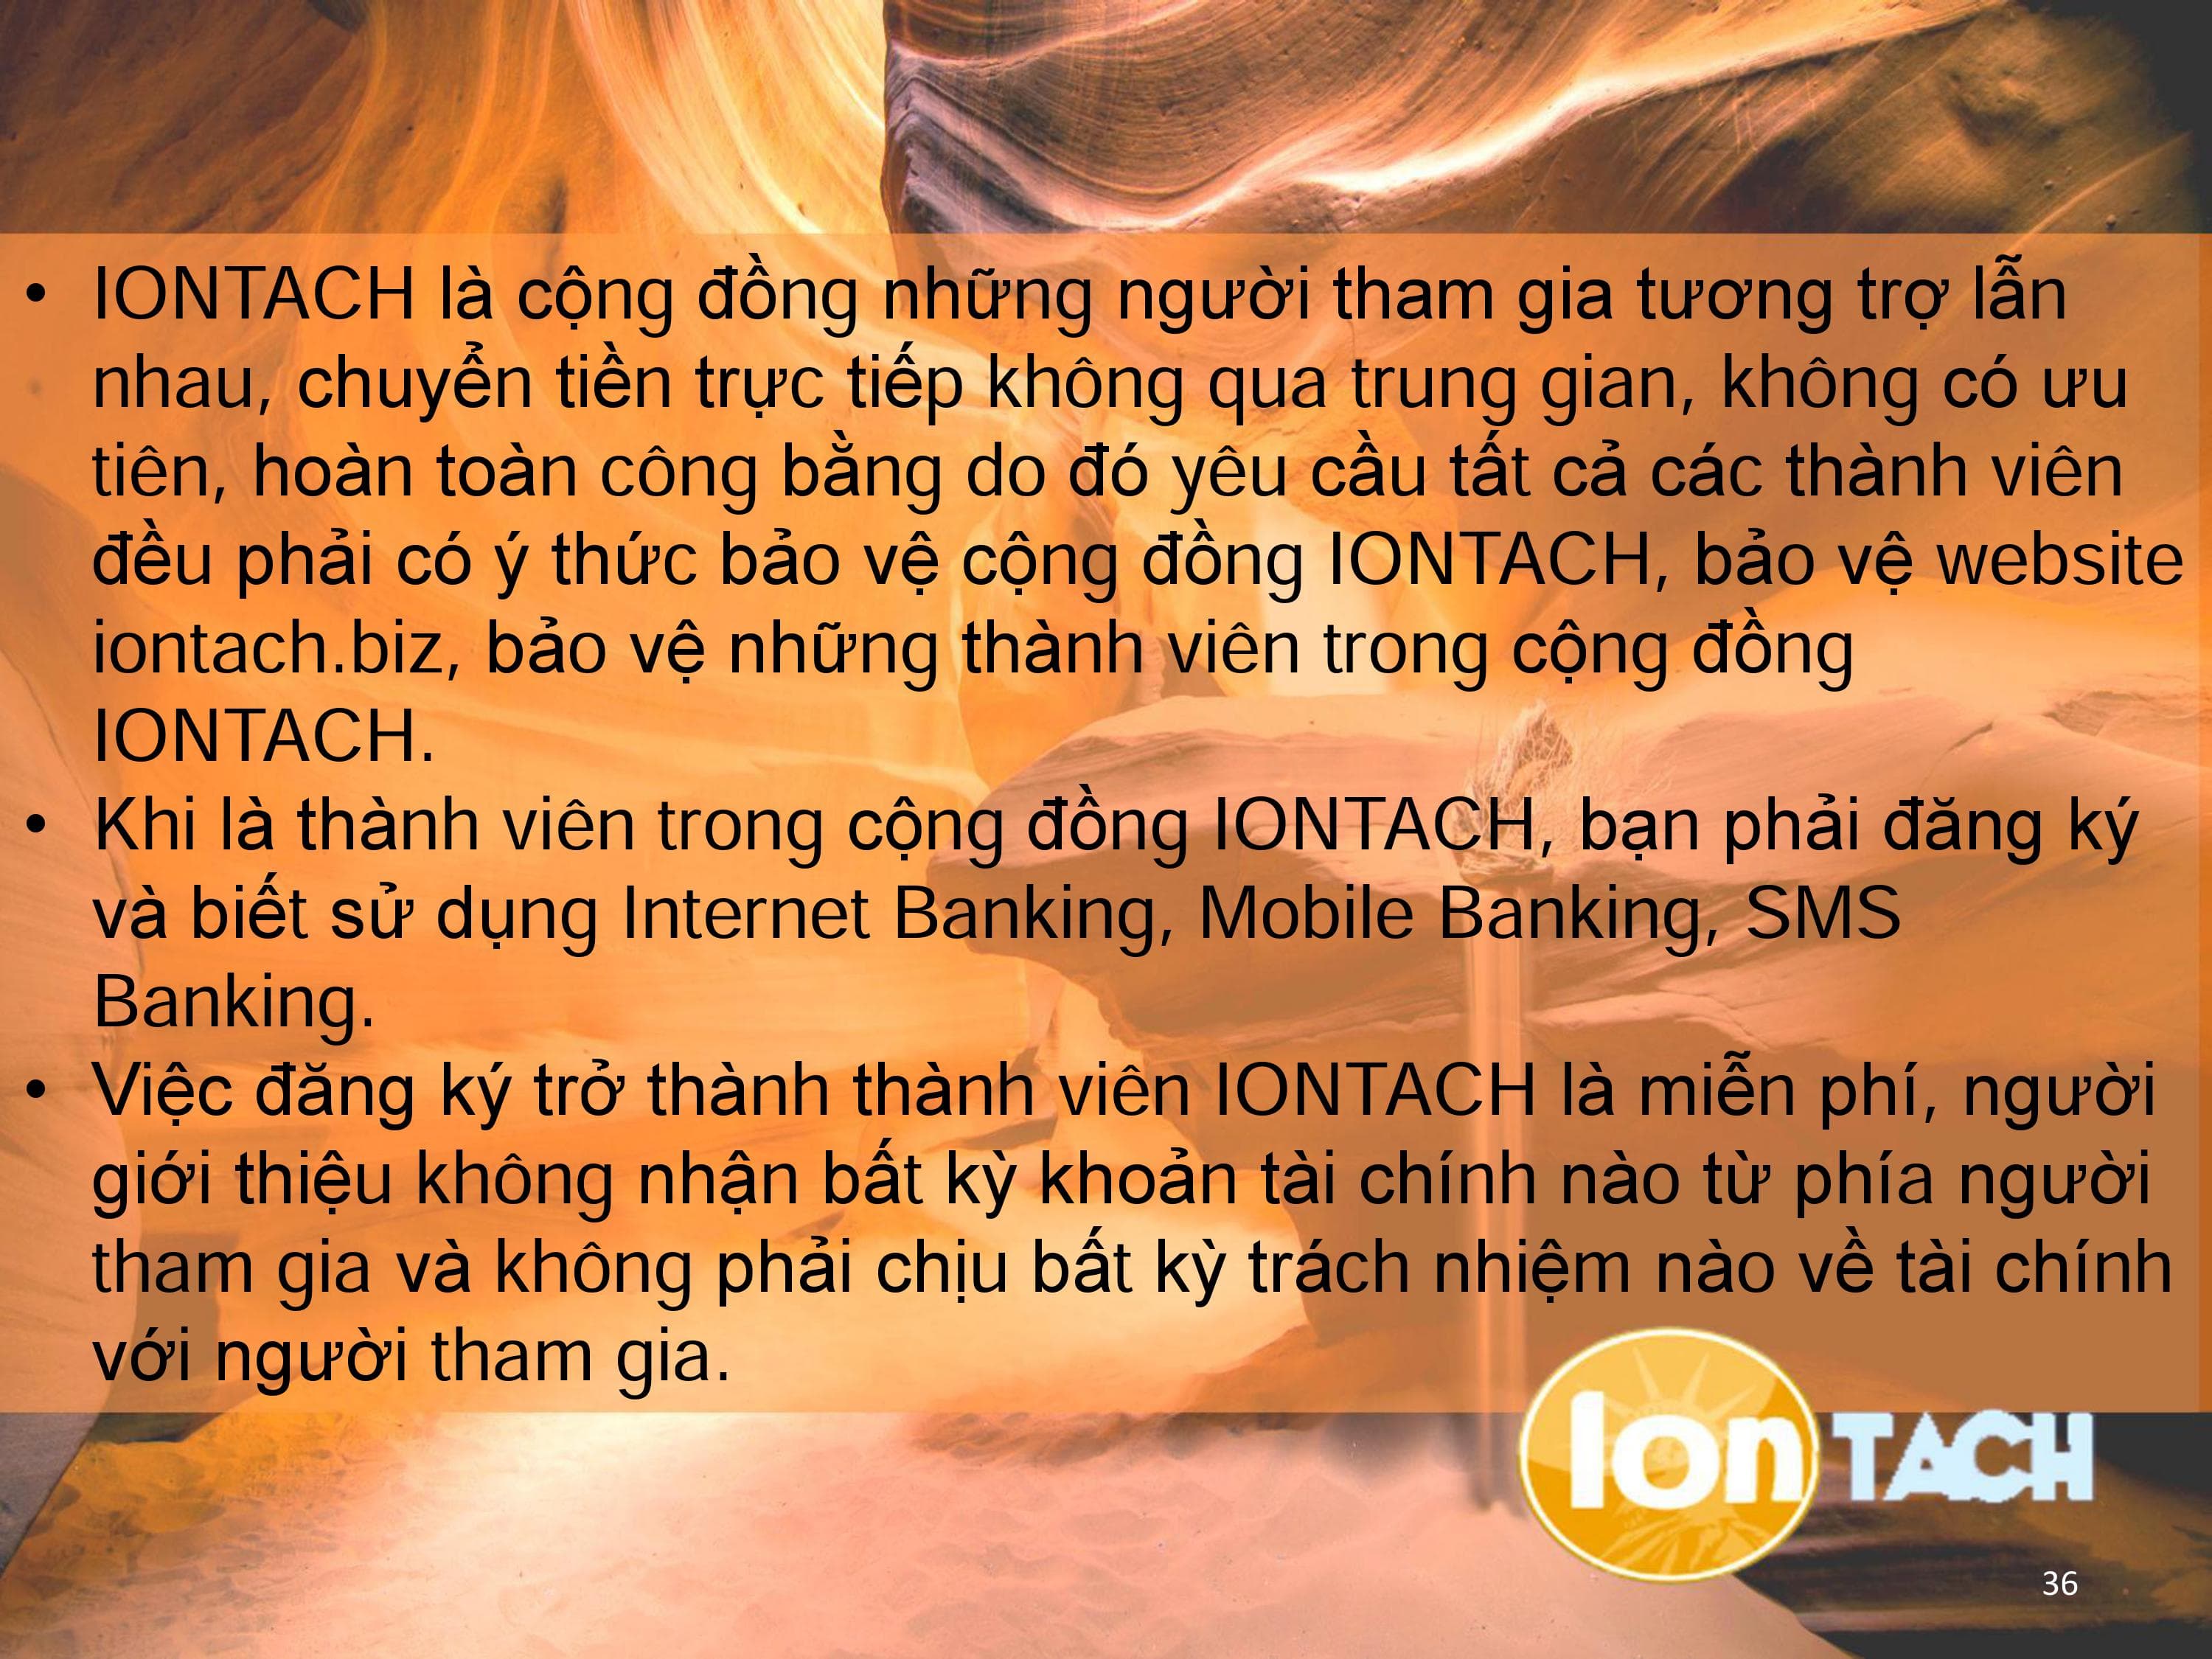 • IONTACH là cộng đồng những người tham gia tương trợ lẫn
nhau, chuyển tiền trực tiếp không qua trung gian, không có ưu
tiên, hoàn toàn công bằng do đó yêu cầu tất cả các thành viên
đều phải có ý thức bảo vệ cộng đồng IONTACH, bảo vệ website
iontach.biz, bảo vệ những thành viên trong cộng đồng
IONTACH.
• Khi là thành viên trong cộng đồng IONTACH, bạn phải đăng ký
và biết sử dụng Internet Banking, Mobile Banking, SMS
Banking.
• Việc đăng ký trở thành thành viên IONTACH là miễn phí, người
giới thiệu không nhận bất kỳ khoản tài chính nào từ phía người
tham gia và không phải chịu bất kỳ trách nhiệm nào về tài chính
với người tham gia.
Ion TACH
36